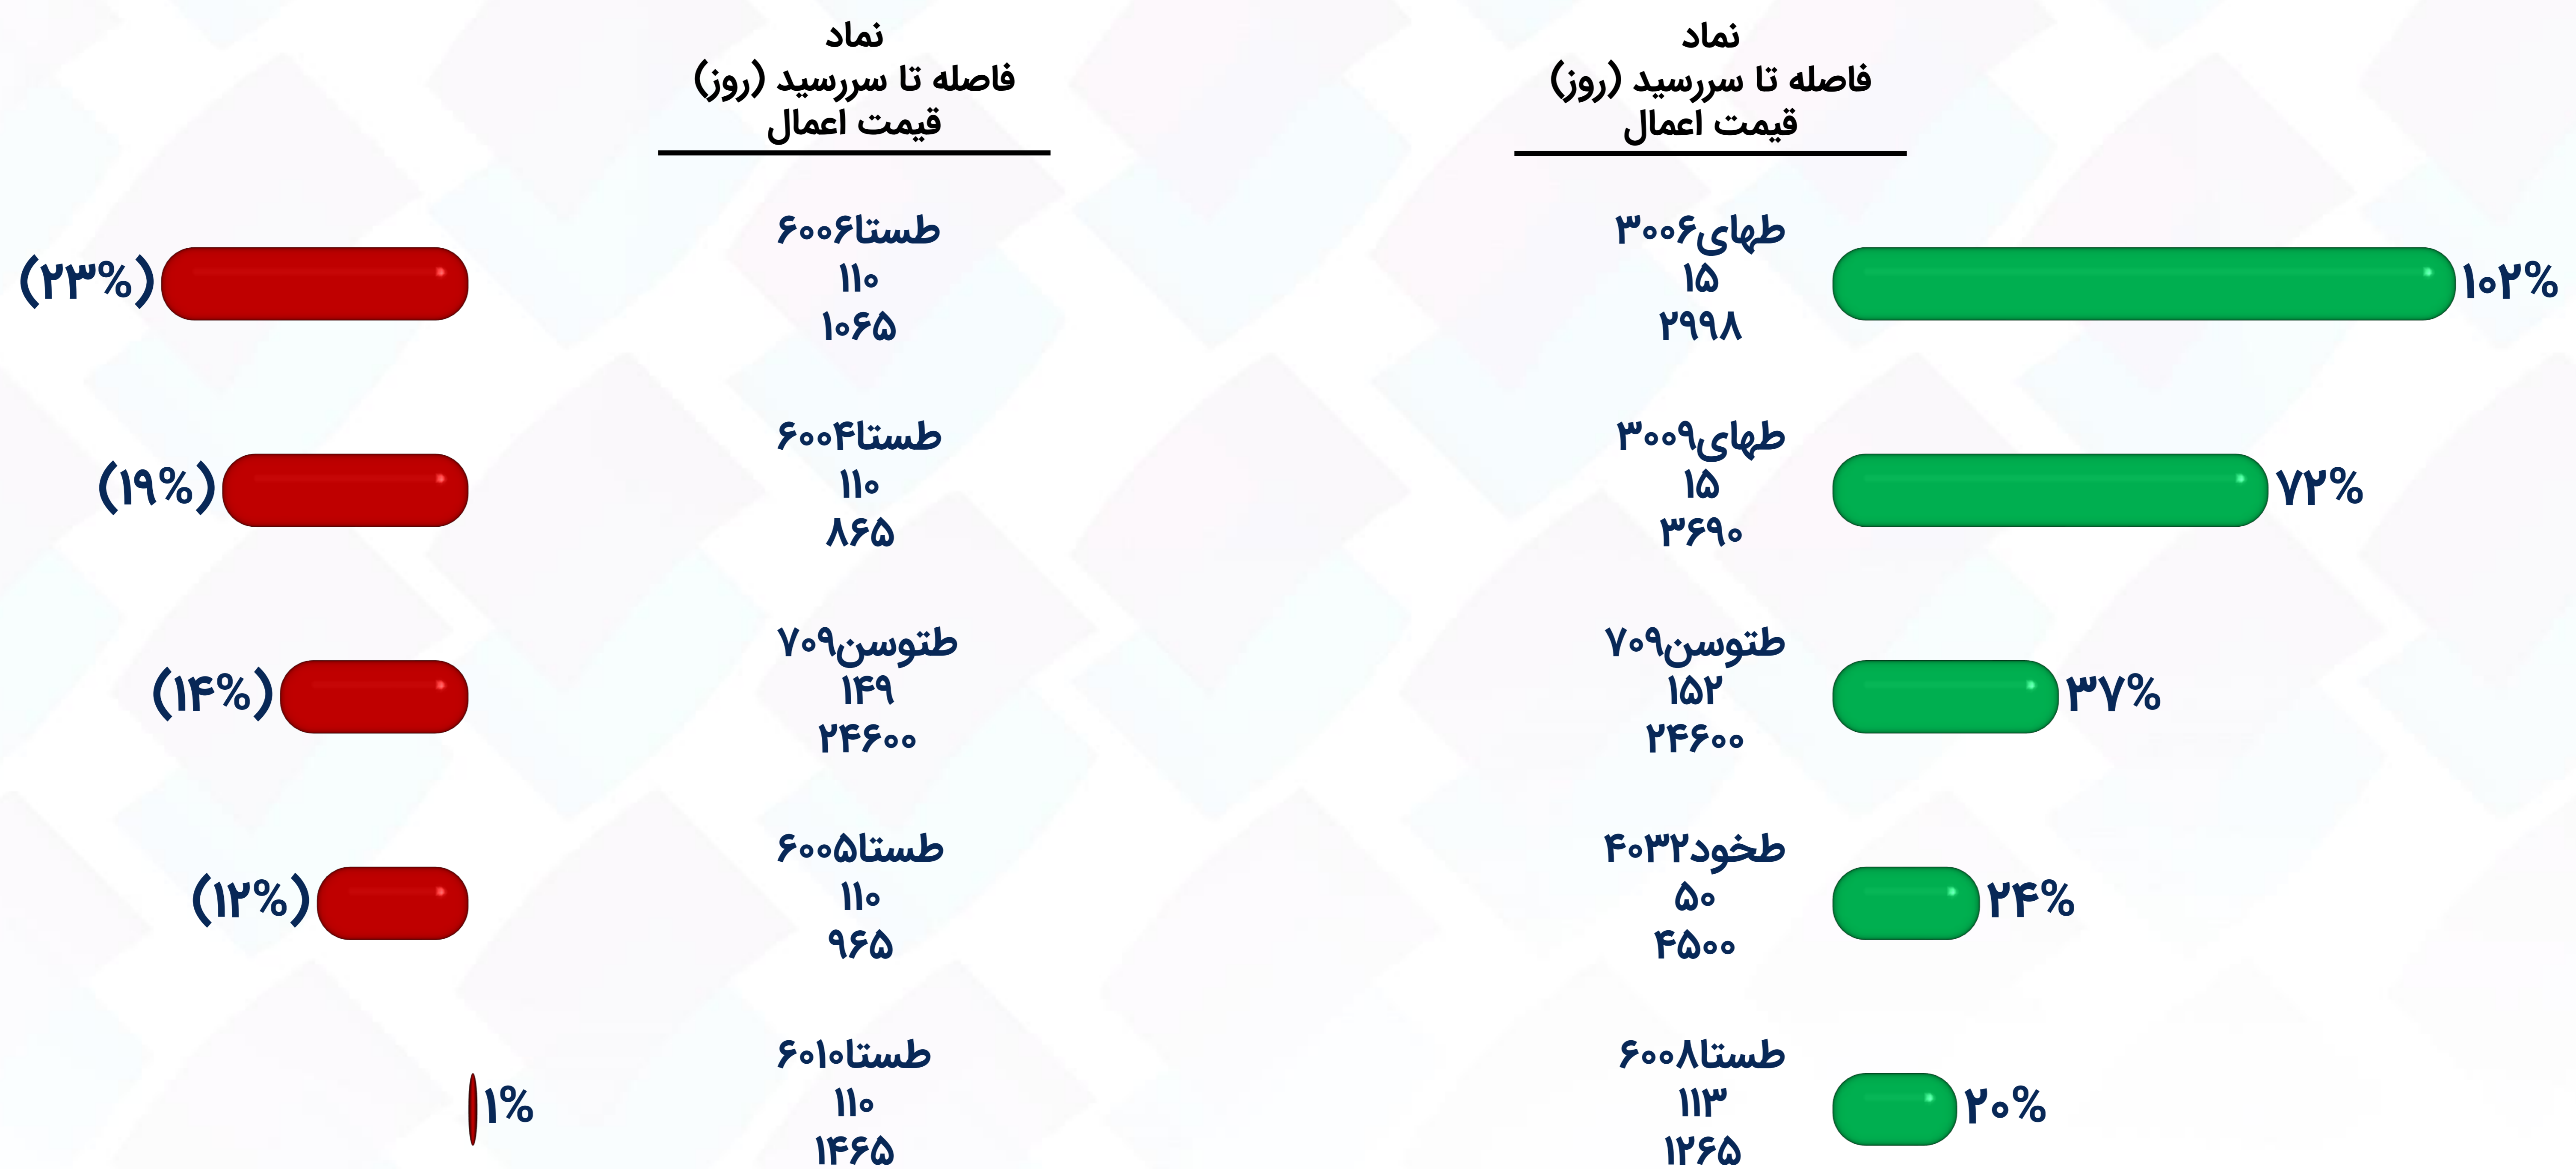 نماد
فاصله تا سررسید (روز)
قیمت اعمال
طهای۳۰۰۶
۱۵
۲۹۹۸
۱۰۲%
طهای۳۰۰۹
۱۵
۳۶۹۰
۷۲%
طتوسن۷۰۹
۱۵۲
۲۴۶۰۰
۳۷%
طخود۴۰۳۲
۵۰
۴۵۰۰
۲۴%
طستا۶۰۰۸
۱۱۳
۱۲۶۵
۲۰%
نماد
فاصله تا سررسید (روز)
قیمت اعمال
طستا۶۰۰۶
۱۱۰
۱۰۶۵
(۲۳%)
طستا۶۰۰۴
۱۱۰
۸۶۵
(۱۹%)
طتوسن۷۰۹
۱۴۹
۲۴۶۰۰
(۱۴%)
طستا۶۰۰۵
۱۱۰
۹۶۵
(۱۲%)
طستا۶۰۱۰
۱۱۰
۱۴۶۵
۱%